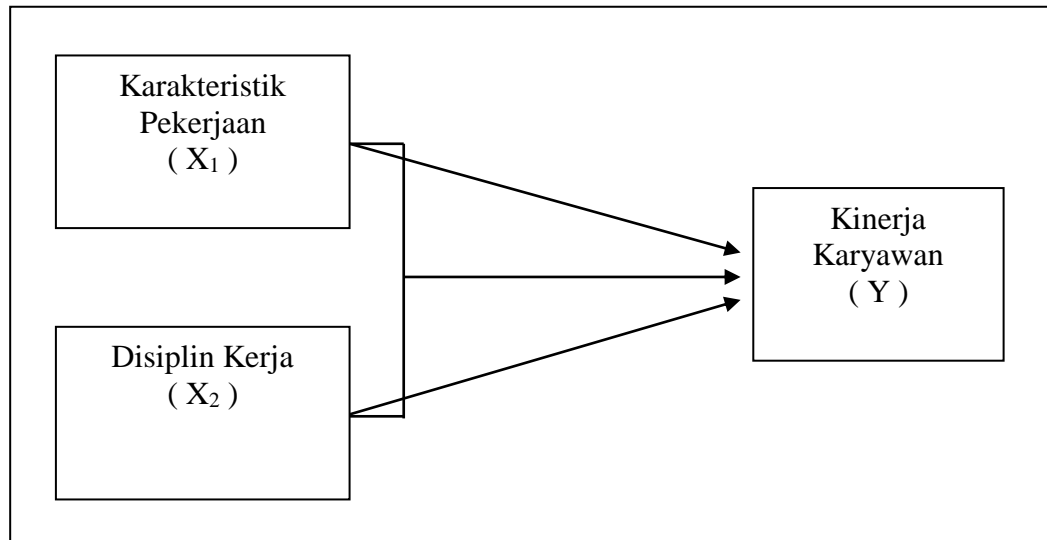 Karakteristik
Pekerjaan
( X₁ )
Kinerja
Karyawan
( Y )
Disiplin Kerja
( X₂ )